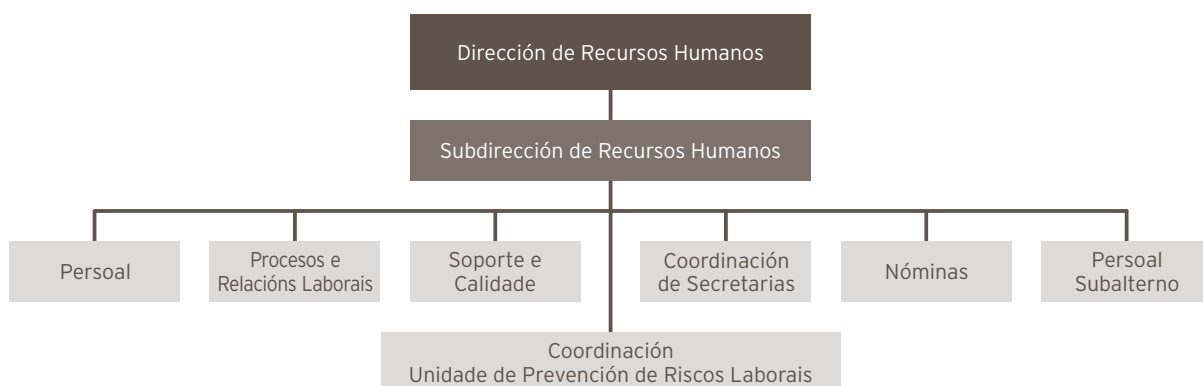 Dirección de Recursos Humanos
Subdirección de Recursos Humanos
Persoal
Procesos e
Relacións Laborais
Soporte e
Calidade
Coordinación
de Secretarias
Nóminas
Persoal
Subalterno
Coordinación
Unidade de Prevención de Riscos Laborais